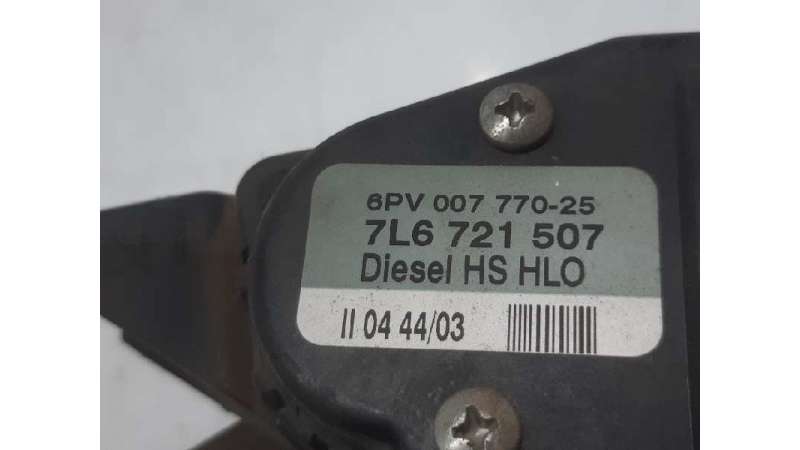 6PV 007 770-25
7L6 721 507
Diesel HS HLO
II 04 44/03